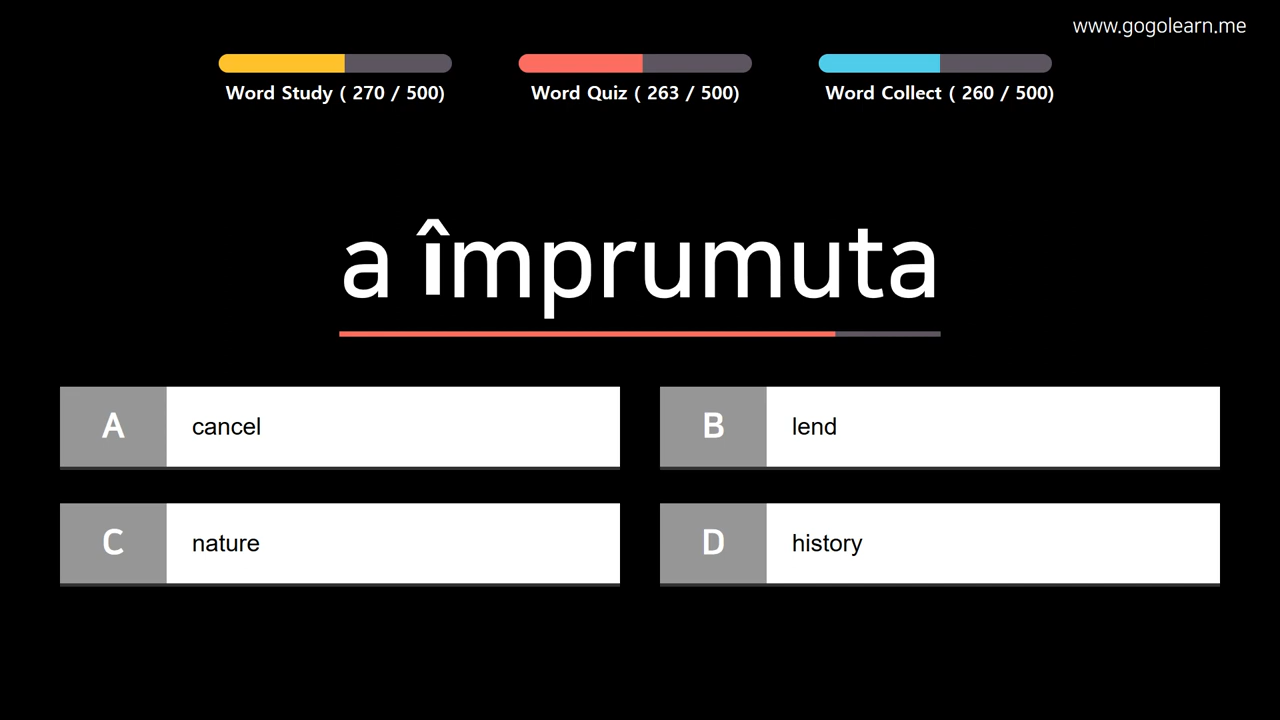 www.gogolearn.me
Word Study ( 270 / 500)
Word Quiz ( 263 / 500)
Word Collect ( 260 / 500)
a împrumuta
A cancel
B lend
C nature
D history